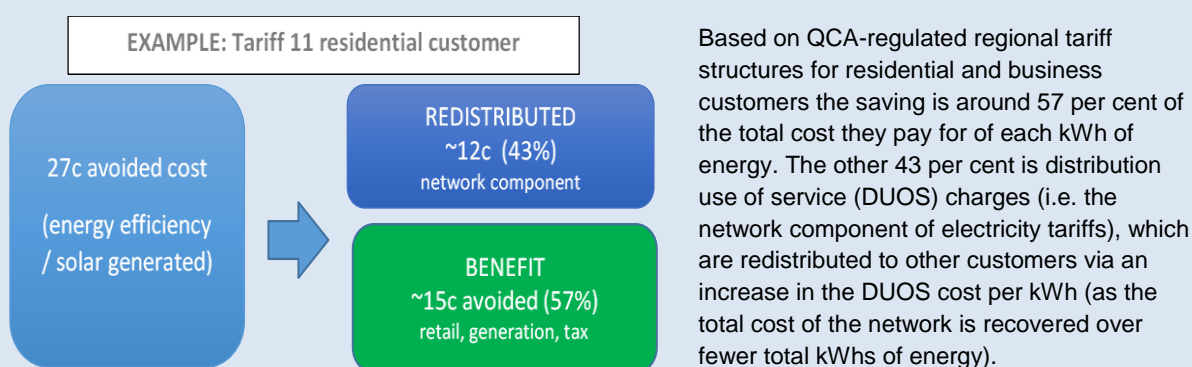 EXAMPLE: Tariff 11 residential customer
27c avoided cost
(energy efficiency
/ solar generated)
REDISTRIBUTED
~12c (43%)
network component
BENEFIT
~15c avoided (57%)
retail, generation, tax
Based on QCA-regulated regional tariff
structures for residential and business
customers the saving is around 57 per cent of
the total cost they pay for of each kWh of
energy. The other 43 per cent is distribution
use of service (DUOS) charges (i.e. the
network component of electricity tariffs), which
are redistributed to other customers via an
increase in the DUOS cost per kWh (as the
total cost of the network is recovered over
fewer total kWhs of energy).